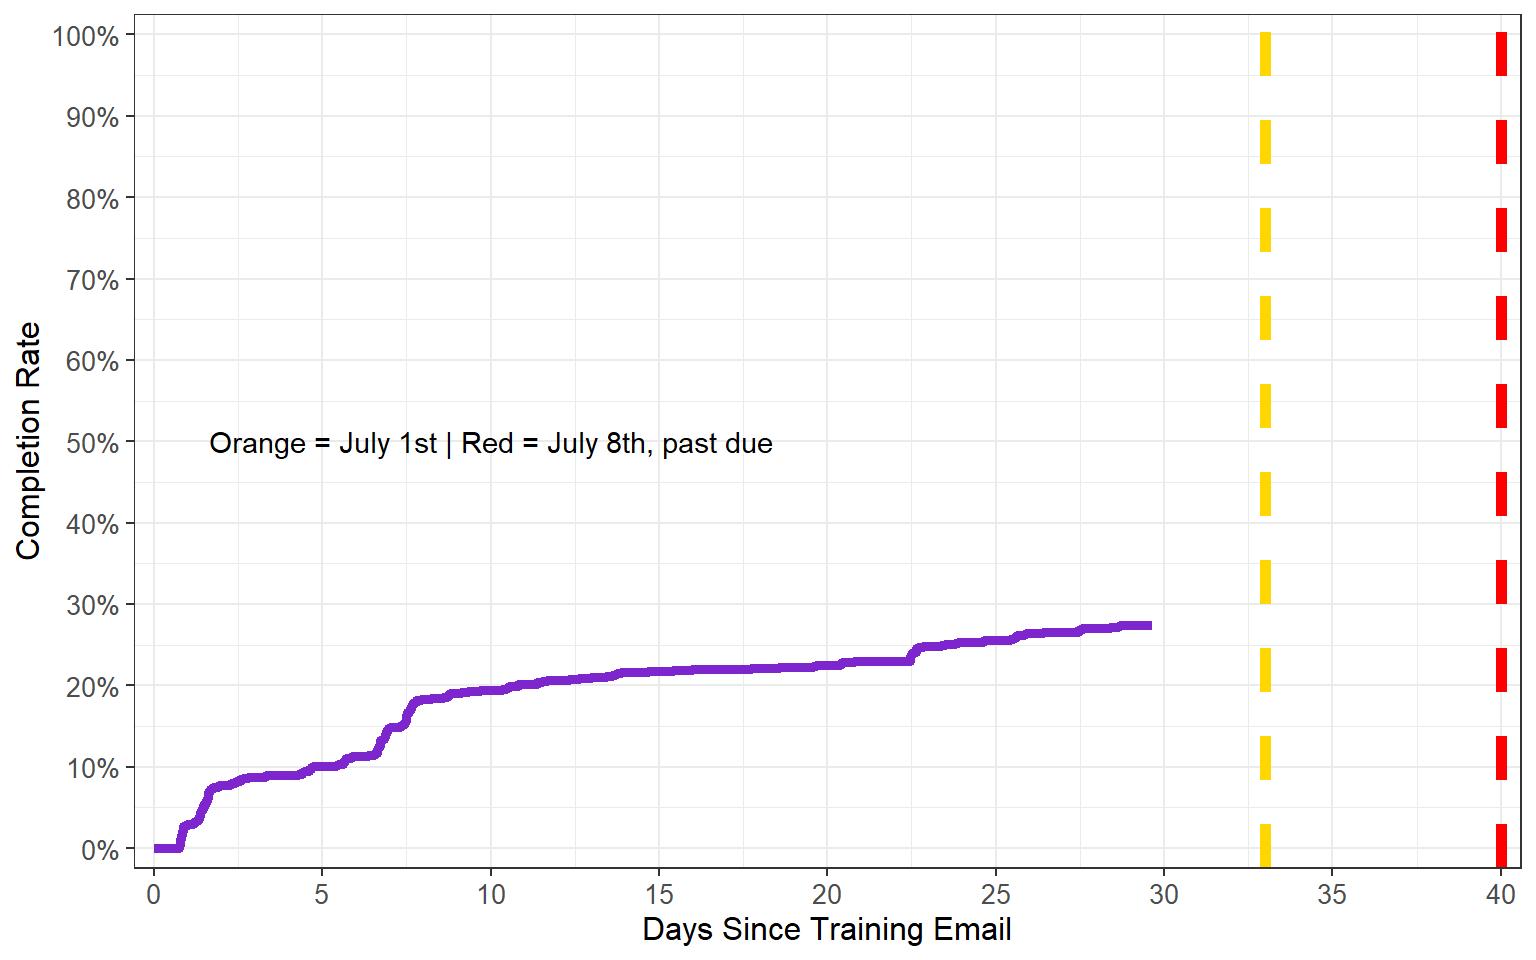 100%
90%
80%
70%
60%
50%
40%
30%
20%
10%
0%
Completion Rate
Orange = July 1st | Red = July 8th, past due
0 5 10 15 20 25 30 35 40
Days Since Training Email